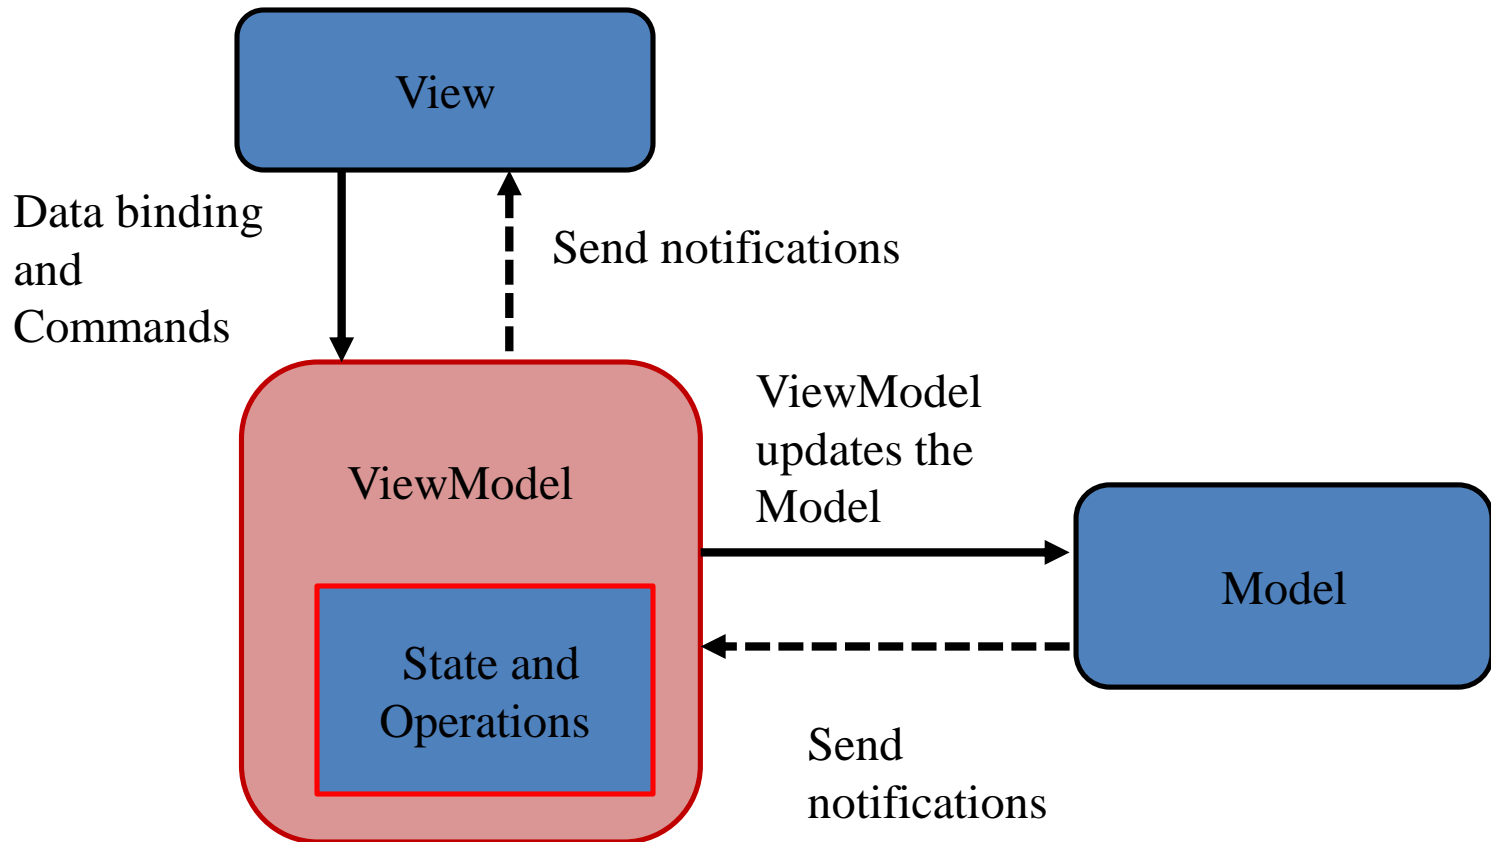 View
Data binding
and
Commands
Send notifications
ViewModel
ViewModel
updates the
Model
Model
State and
Operations
Send
notifications